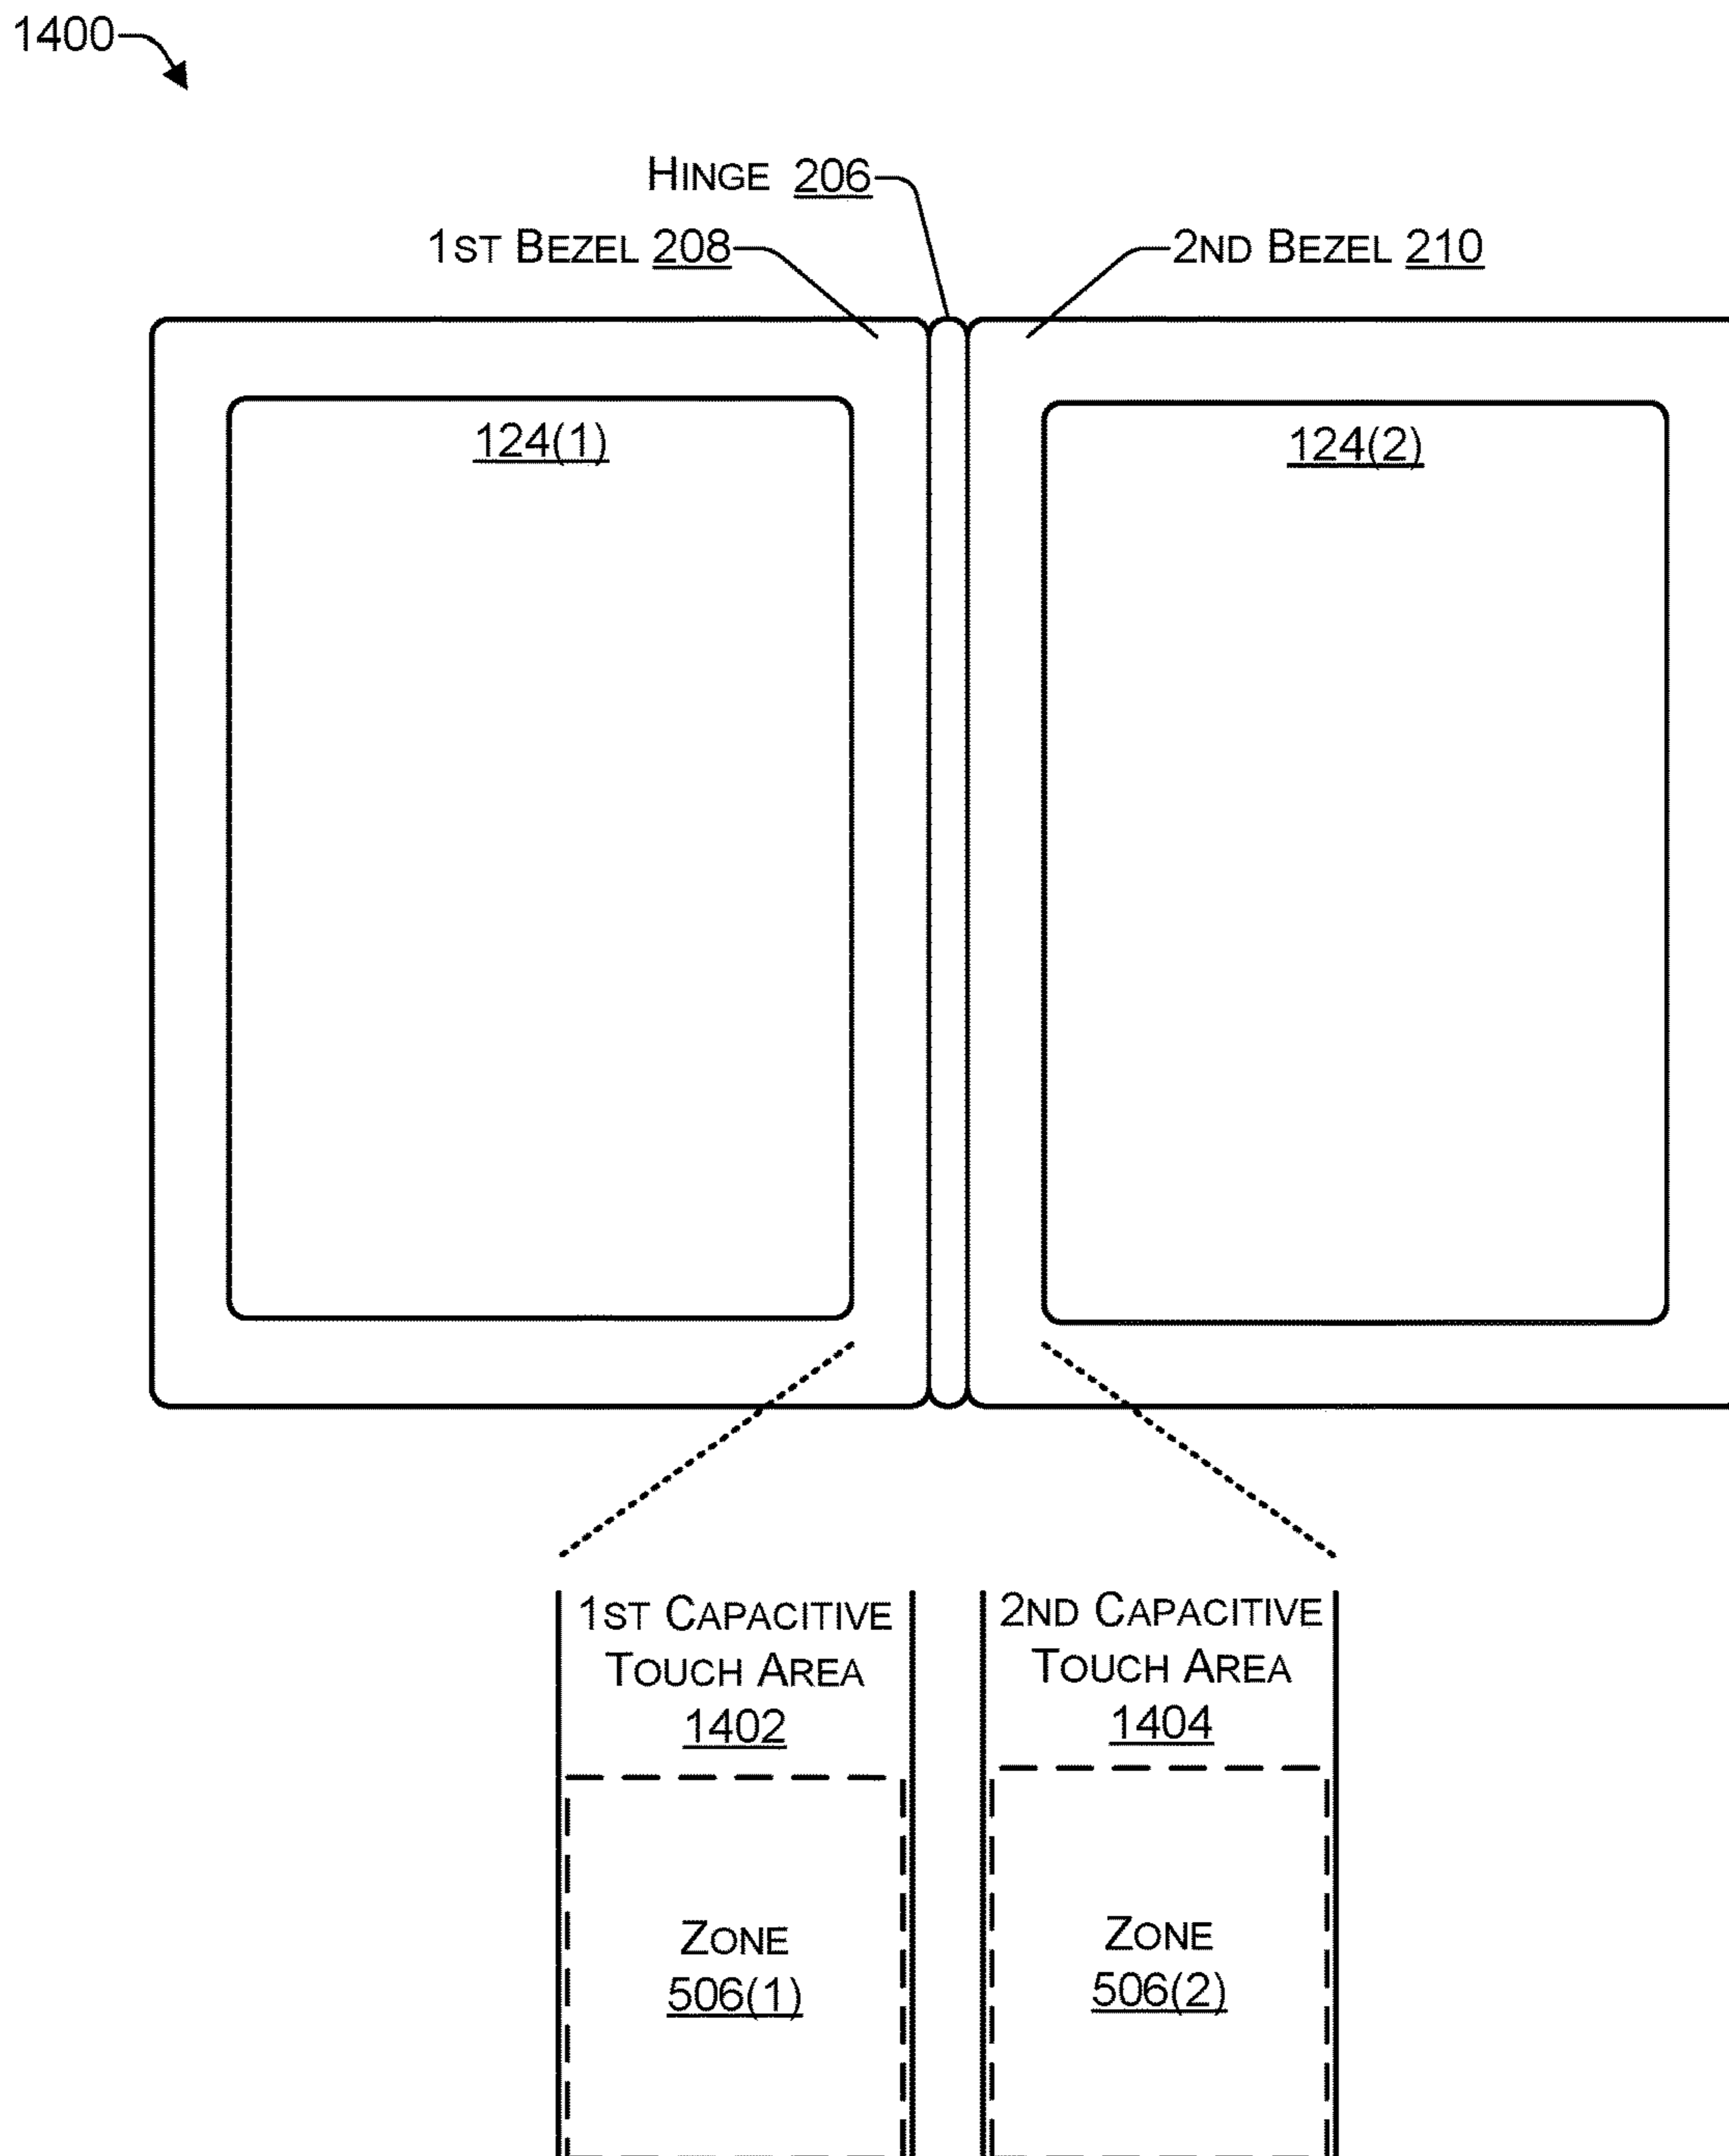 1400
HINGE 206
1ST BEZEL 208
2ND BEZEL 210
124(1)
124(2)
1ST CAPACITIVE
TOUCH AREA
1402
2ND CAPACITIVE
TOUCH AREA
1404
ZONE
506(1)
ZONE
506(2)